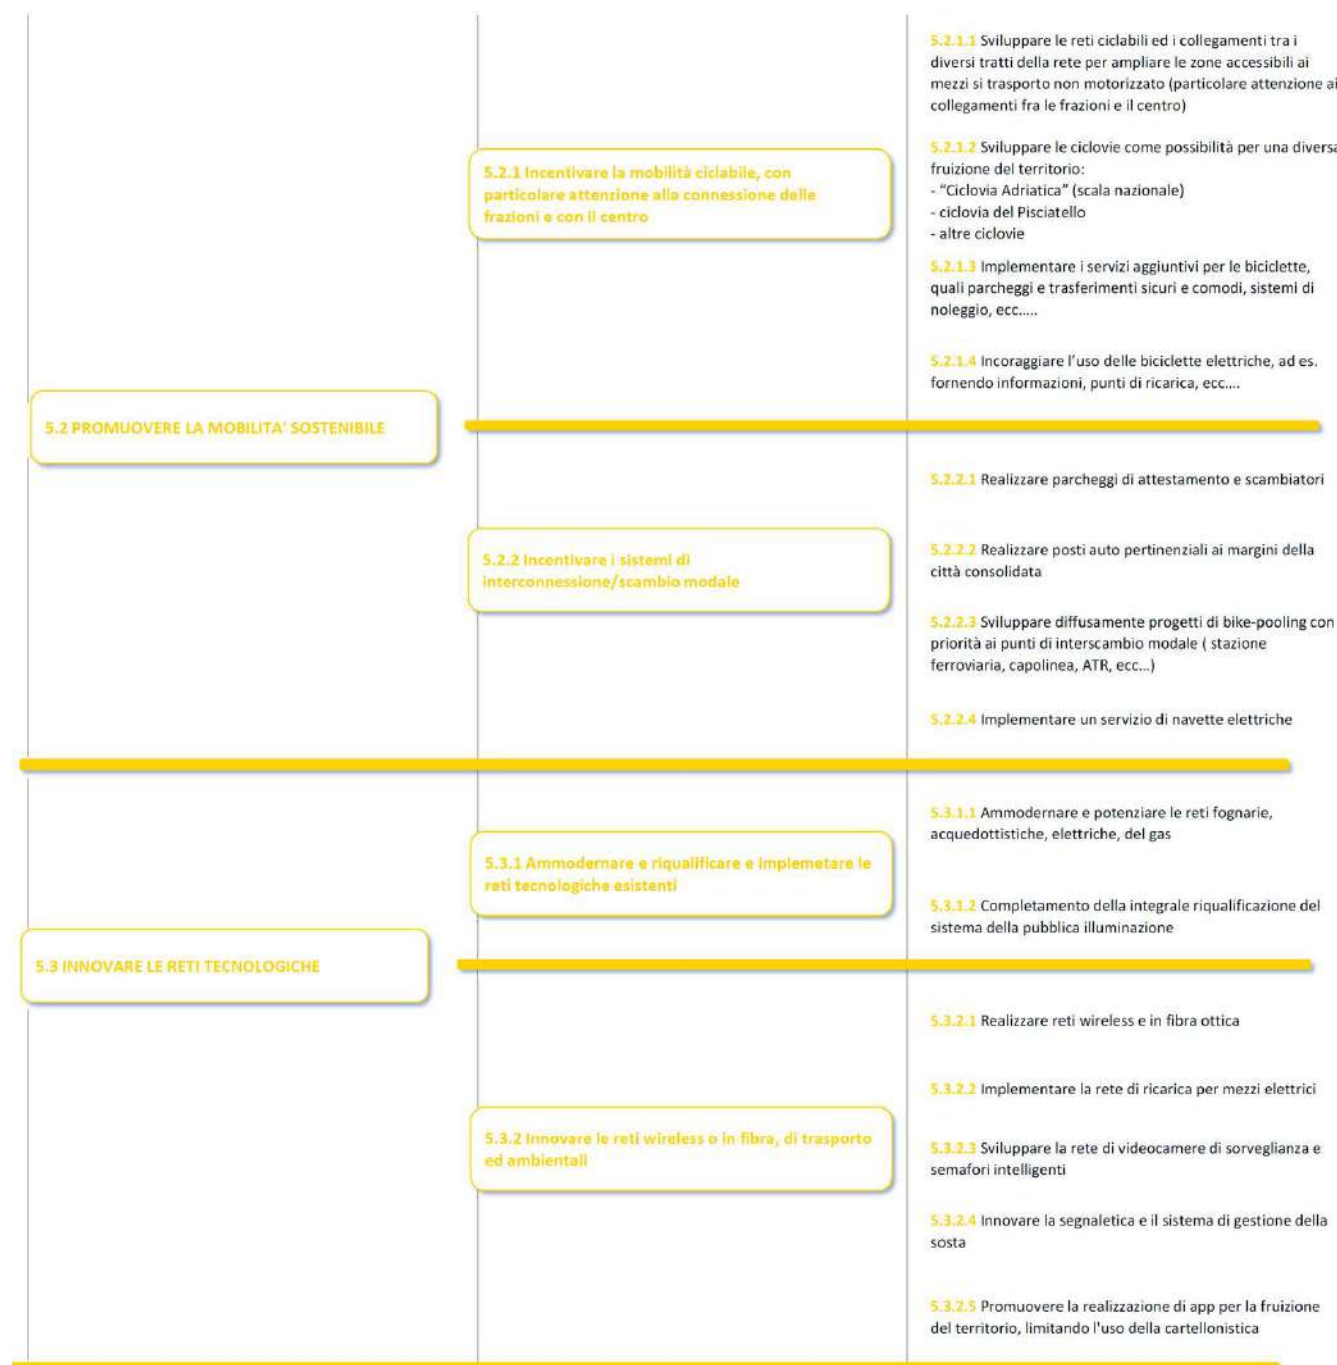 5.2.1.1 Sviluppare le reti ciclabili ed i collegamenti tra i
diversi tratti della rete per ampliare le zone accessibili ai
mezzi si trasporto non motorizzato (particolare attenzione ai
collegamenti fra le frazioni e il centro)
5.2.1 Incentivare la mobilità ciclabile, con
particolare attenzione alla connessione delle
frazioni e con il centro
5.2.1.2 Sviluppare le ciclovie come possibilità per una diversa
fruizione del territorio:
- “Ciclovia Adriatica” (scala nazionale)
- ciclovia del Pisciatello
- altre ciclovie
5.2.1.3 Implementare i servizi aggiuntivi per le biciclette,
quali parcheggi e trasferimenti sicuri e comodi, sistemi di
noleggio, ecc.....
5.2.1.4 Incoraggiare l’uso delle biciclette elettriche, ad es.
fornendo informazioni, punti di ricarica, ecc....
5.2 PROMUOVERE LA MOBILITA’ SOSTENIBILE
5.2.2.1 Realizzare parcheggi di attestamento e scambiatori
5.2.2 Incentivare i sistemi di
interconnessione/scambio modale
5.2.2.2 Realizzare posti auto pertinenziali ai margini della
città consolidata
5.2.2.3 Sviluppare diffusamente progetti di bike-pooling con
priorità ai punti di interscambio modale ( stazione
ferroviaria, capolinea, ATR, ecc...)
5.2.2.4 Implementare un servizio di navette elettriche
5.3.1.1 Ammodernare e potenziare le reti fognarie,
acquedottistiche, elettriche, del gas
5.3.1 Ammodernare e riqualificare e implemetare le
reti tecnologiche esistenti
5.3.1.2 Completamento della integrale riqualificazione del
sistema della pubblica illuminazione
5.3 INNOVARE LE RETI TECNOLOGICHE
5.3.2.1 Realizzare reti wireless e in fibra ottica
5.3.2.2 Implementare la rete di ricarica per mezzi elettrici
5.3.2 Innovare le reti wireless o in fibra, di trasporto
ed ambientali
5.3.2.3 Sviluppare la rete di videocamere di sorveglianza e
semafori intelligenti
5.3.2.4 Innovare la segnaletica e il sistema di gestione della
sosta
5.3.2.5 Promuovere la realizzazione di app per la fruizione
del territorio, limitando l'uso della cartellonistica